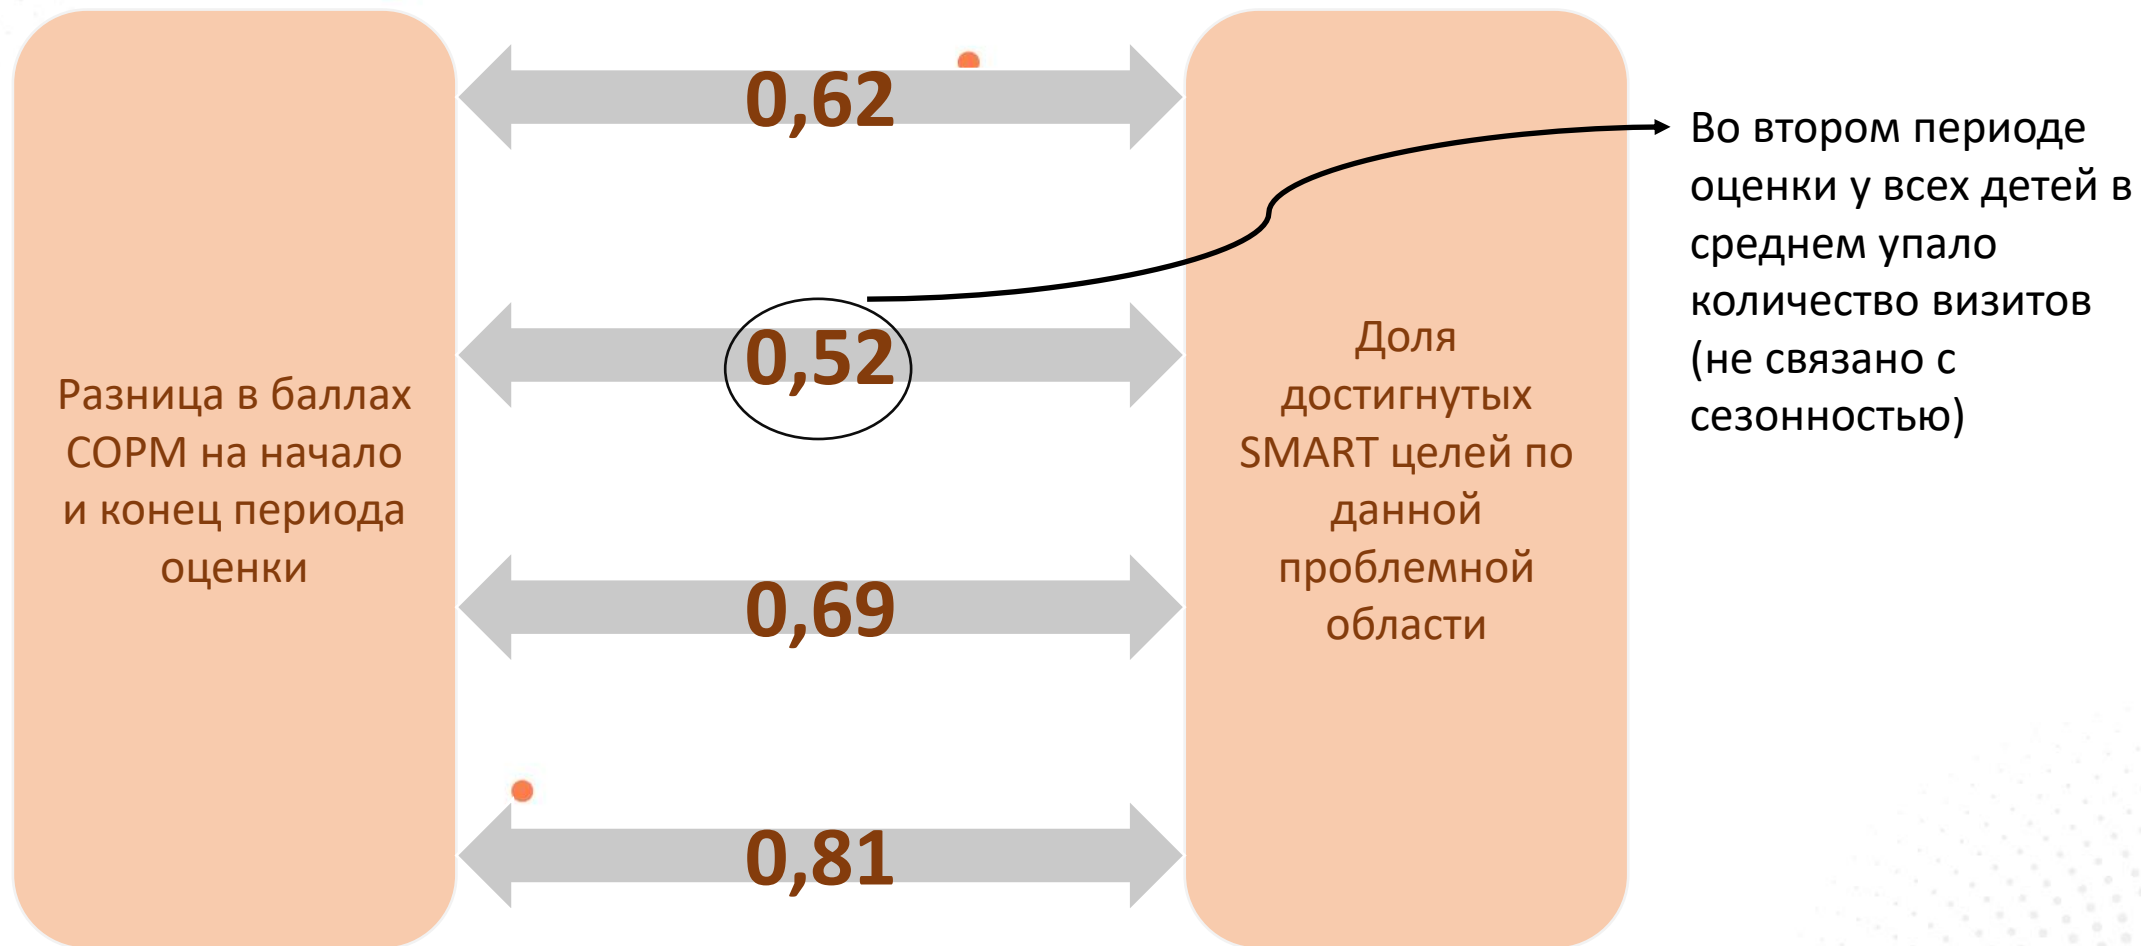 Разница в баллах
COPM на начало
и конец периода
оценки
0,62
0,52
0,69
0,81
Доля
достигнутых
SMART целей по
данной
проблемной
области
Во втором периоде
оценки у всех детей в
среднем упало
количество визитов
(не связано с
сезонностью)